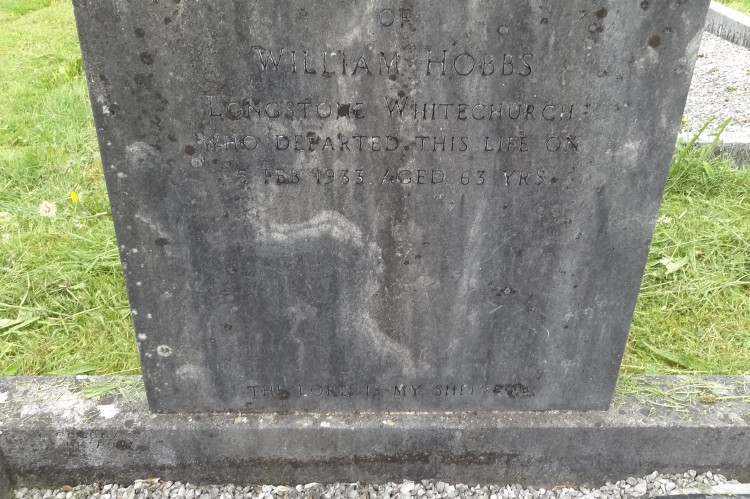 OF
WILLIAM HOBBS
LONGSTONE WHITECHURCH
WHO DEPARTED THIS LIFE ON
5 FEB 1933. AGED 63 YRS
THE LORD IS MY SHEPHERD